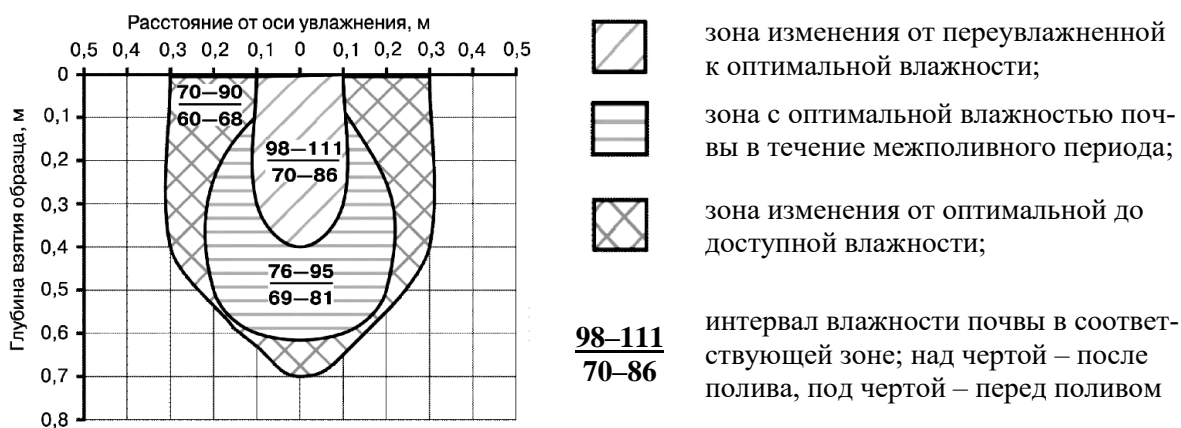 Расстояние от оси увлажнения, м
0,5 0,4 0,3 0,2 0,1 0 0,1 0,2 0,3 0,4 0,5
Глубина взятия образца, м
0
0,1
0,2
0,3
0,4
0,5
0,6
0,7
0,8
70–90
60–68
98–111
70–86
76–95
69–81
зона изменения от переувлажненной
к оптимальной влажности;
зона с оптимальной влажностью поч-
вы в течение межполивного периода;
зона изменения от оптимальной до
доступной влажности;
98–111
70–86
интервал влажности почвы в соответ-
ствующей зоне; над чертой – после
полива, под чертой – перед поливом